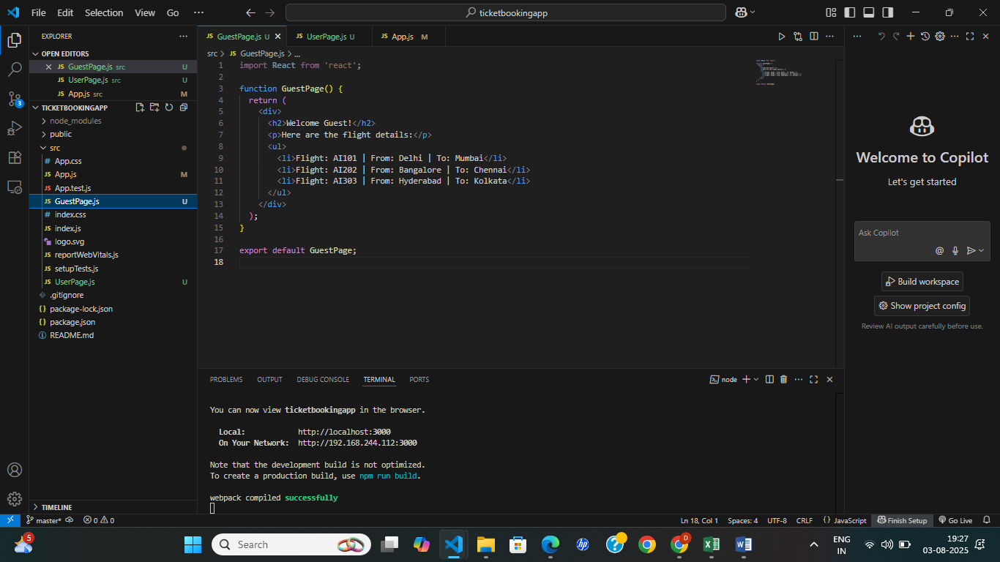 File Edit Selection View Go ··· ticketbookingapp
EXPLORER
OPEN EDITORS
GuestPage.js src U
UserPage.js src U
App.js src M
TICKETBOOKINGAPP
node_modules
public
src
# App.css
JS App.js M
JS App.test.js
JS GuestPage.js U
# index.css
JS index.js
logo.svg
JS reportWebVitals.js
JS setupTests.js
JS UserPage.js U
.gitignore
{} package-lock.json
{} package.json
README.md
TIMELINE
JS GuestPage.js U JS UserPage.js U JS App.js M
src > JS GuestPage.js > ...
1 import React from 'react';
2
3 function GuestPage() {
4 return (
5 <div>
6 <h2>Welcome Guest!</h2>
7 <p>Here are the flight details:</p>
8 <ul>
9 <li>Flight: AI101 | From: Delhi | To: Mumbai</li>
10 <li>Flight: AI202 | From: Bangalore | To: Chennai</li>
11 <li>Flight: AI303 | From: Hyderabad | To: Kolkata</li>
12 </ul>
13 </div>
14 );
15 }
16
17 export default GuestPage;
18
PROBLEMS OUTPUT DEBUG CONSOLE TERMINAL PORTS node
You can now view ticketbookingapp in the browser.
Local: http://localhost:3000
On Your Network: http://192.168.244.112:3000
Note that the development build is not optimized.
To create a production build, use npm run build.
webpack compiled successfully
Welcome to Copilot
Let's get started
Ask Copilot
@
Build workspace
Show project config
Review AI output carefully before use.
3
master* 0 0 Ln 18, Col 1 Spaces: 4 UTF-8 CRLF {} JavaScript Finish Setup Go Live
5 Search hp ? D X W ENG IN 19:27 03-08-2025